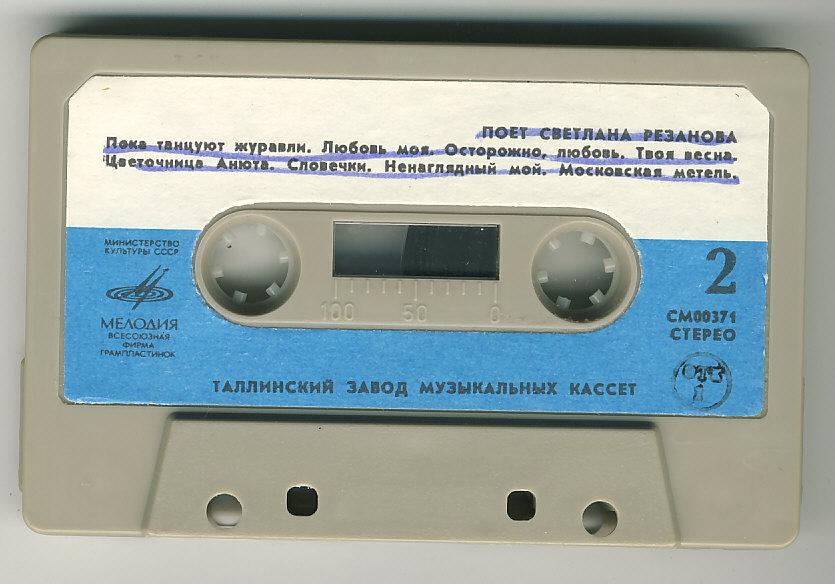 ПОЕТ СВЕТЛАНА РЕЗАНОВА
Пока танцуют журавли. Любовь моя. Осторожно, любовь. Твоя весна.
Цветочница Анюта. Словечки. Ненаглядный мой. Московская метель.
МИНИСТЕРСТВО
КУЛЬТУРЫ СССР
МЕЛОДИЯ
ВСЕСОЮЗНАЯ
ФИРМА
ГРАМПЛАСТИНОК
100 50 0
2
СМ00371
СТЕРЕО
ТАЛЛИНСКИЙ ЗАВОД МУЗЫКАЛЬНЫХ КАССЕТ